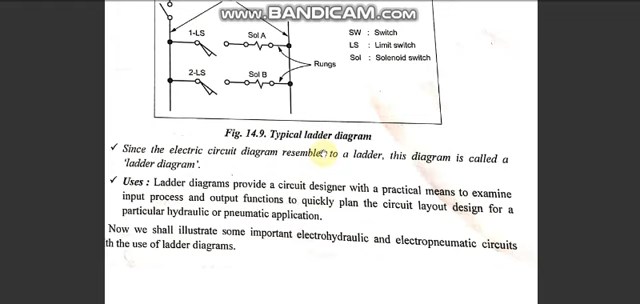 www.BANDICAM.com
1-LS
Sol A
SW : Switch
LS : Limit switch
Sol : Solenoid switch
Rungs
2-LS
Sol B
Fig. 14.9. Typical ladder diagram
✓ Since the electric circuit diagram resembles to a ladder, this diagram is called a
'ladder diagram'.
✓ Uses : Ladder diagrams provide a circuit designer with a practical means to examine
input process and output functions to quickly plan the circuit layout design for a
particular hydraulic or pneumatic application.
Now we shall illustrate some important electrohydraulic and electropneumatic circuits
th the use of ladder diagrams.